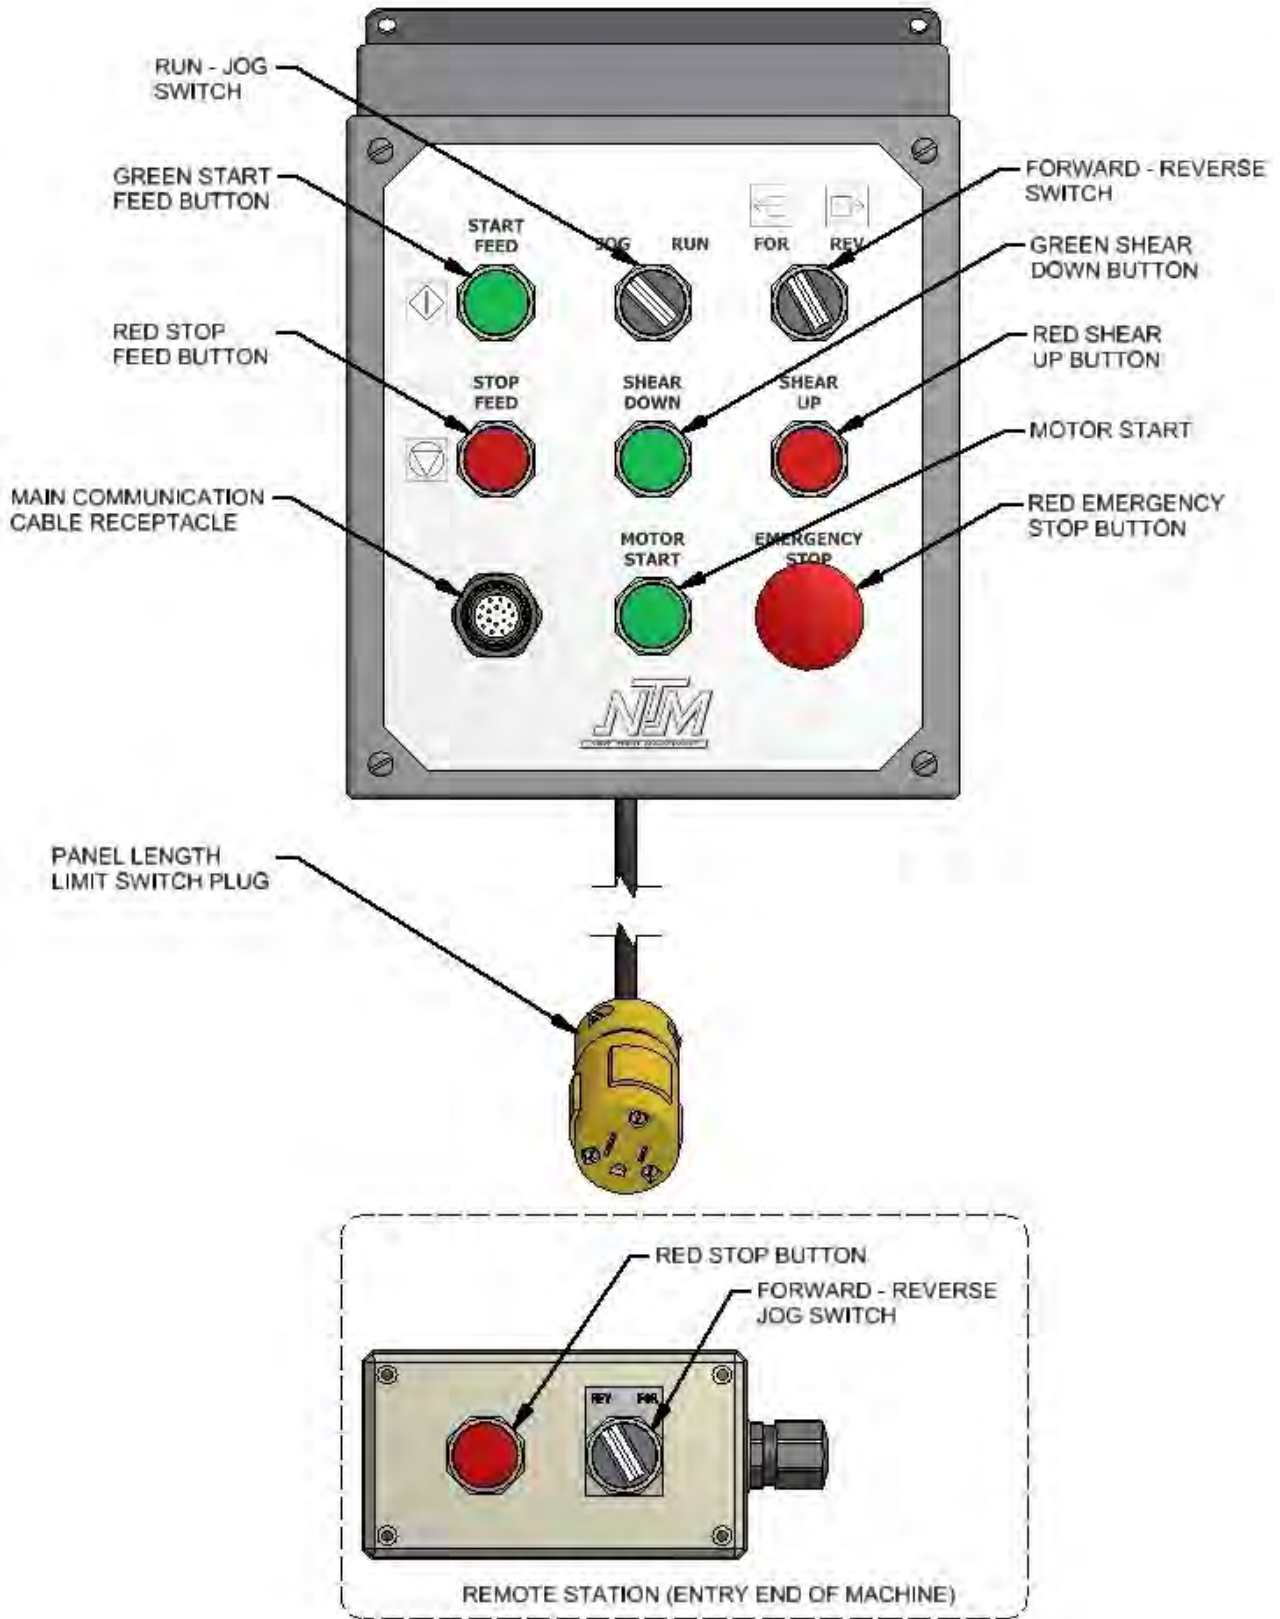 RUN - JOG
SWITCH
GREEN START
FEED BUTTON
RED STOP
FEED BUTTON
MAIN COMMUNICATION
CABLE RECEPTACLE
PANEL LENGTH
LIMIT SWITCH PLUG
START
FEED
JOG
RUN
FOR
REV
STOP
FEED
SHEAR
DOWN
SHEAR
UP
MOTOR
START
EMERGENCY
STOP
NTM
FORWARD - REVERSE
SWITCH
GREEN SHEAR
DOWN BUTTON
RED SHEAR
UP BUTTON
MOTOR START
RED EMERGENCY
STOP BUTTON
RED STOP BUTTON
FORWARD - REVERSE
JOG SWITCH
REV
FOR
REMOTE STATION (ENTRY END OF MACHINE)